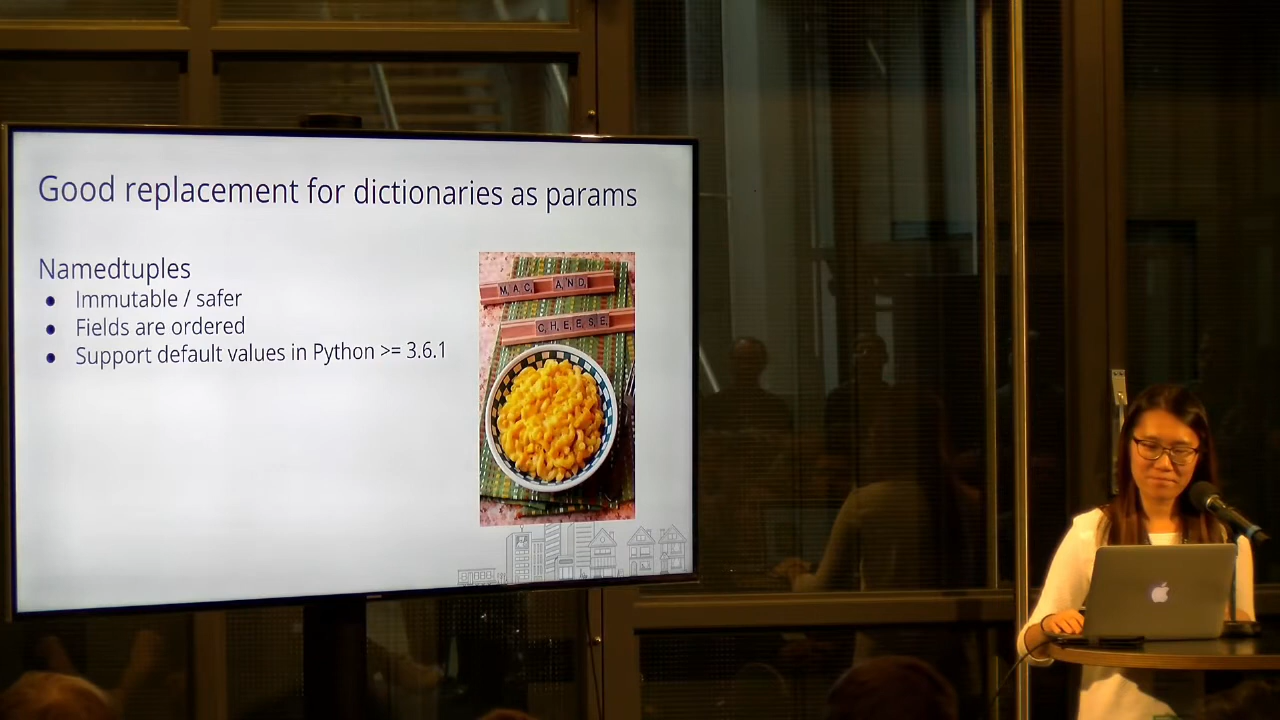 Good replacement for dictionaries as params
Namedtuples
● Immutable / safer
● Fields are ordered
● Support default values in Python >= 3.6.1
MAC AND
CHEESE